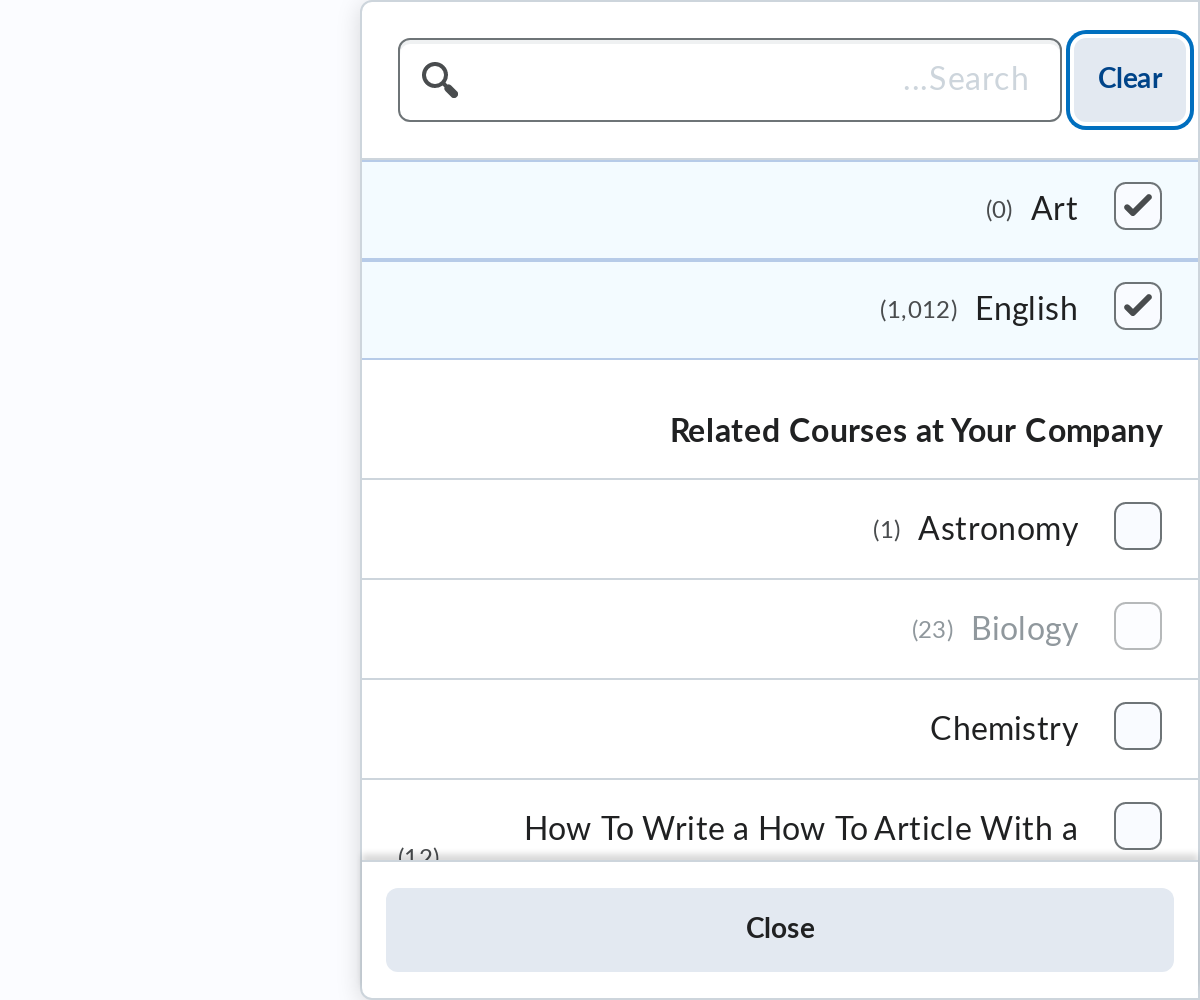 ...Search
Clear
Art (0)
English (1,012)
Related Courses at Your Company
Astronomy (1)
Biology (23)
Chemistry
How To Write a How To Article With a
(12)
Close